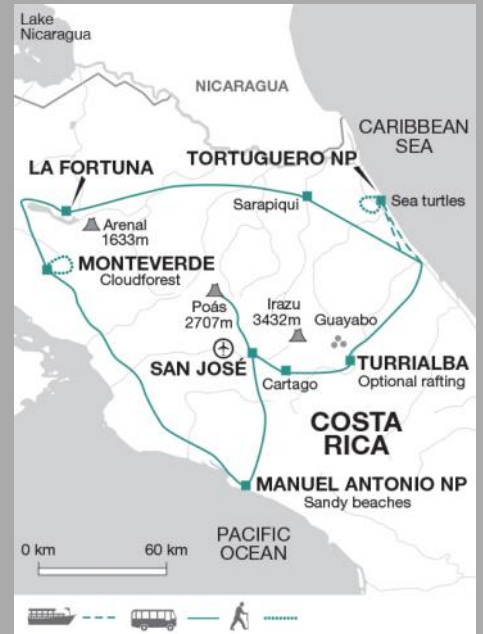 Lake
Nicaragua
NICARAGUA
CARIBBEAN
SEA
LA FORTUNA
TORTUGUERO NP
Sarapiqui
Sea turtles
Arenal
1633m
MONTEVERDE
Cloudforest
Poás
2707m
Irazu
3432m
Guayabo
SAN JOSÉ
Cartago
TURRIALBA
Optional rafting
COSTA
RICA
MANUEL ANTONIO NP
Sandy beaches
PACIFIC
OCEAN
0 km
60 km